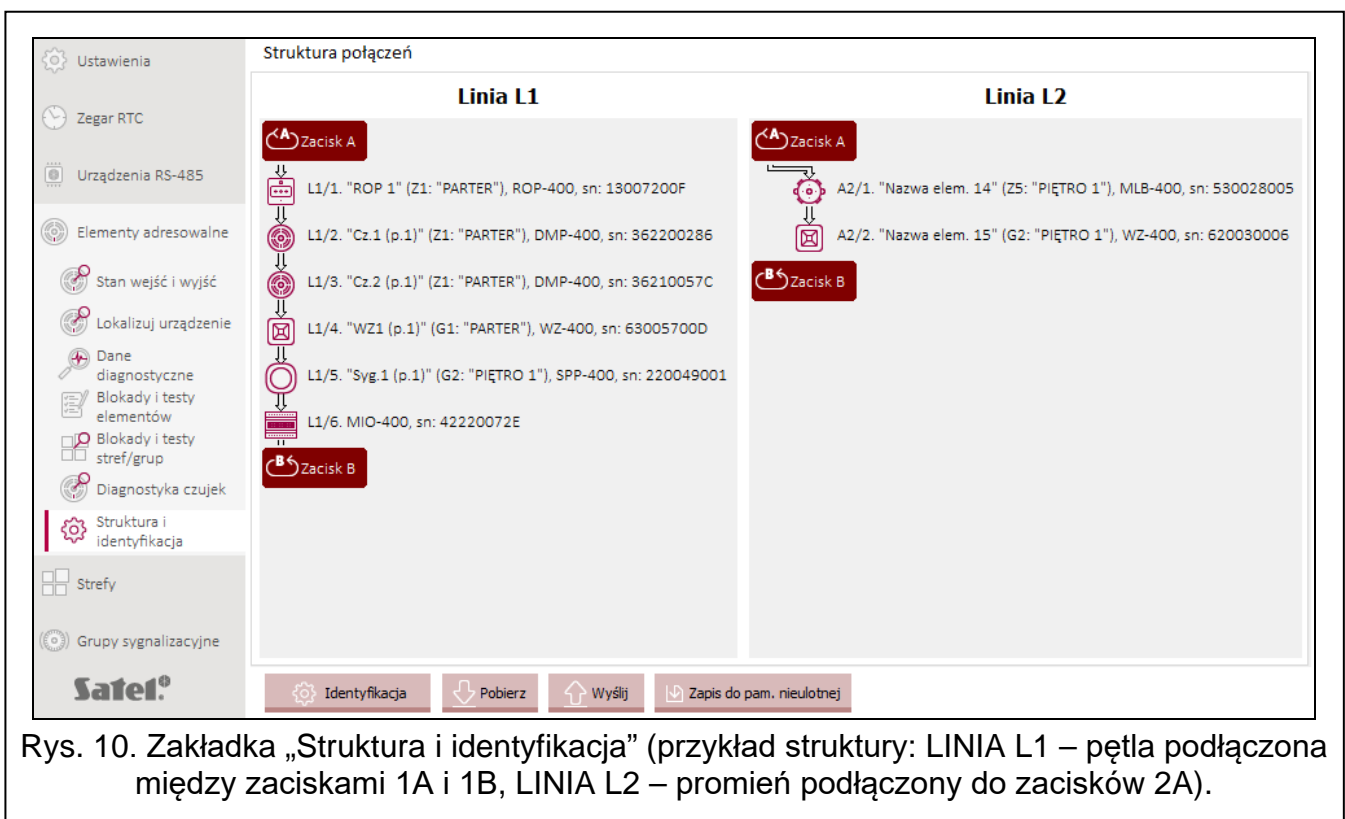 Ustawienia
Zegar RTC
Urządzenia RS-485
Elementy adresowalne
Stan wejść i wyjść
Lokalizuj urządzenie
Dane
diagnostyczne
Blokady i testy
elementów
Blokady i testy
stref/grup
Diagnostyka czujek
Struktura i
identyfikacja
Strefy
Grupy sygnalizacyjne
Satel®
Struktura połączeń
Linia L1
A Zacisk A
L1/1. "ROP 1" (Z1: "PARTER"), ROP-400, sn: 13007200F
L1/2. "Cz.1 (p.1)" (Z1: "PARTER"), DMP-400, sn: 362200286
L1/3. "Cz.2 (p.1)" (Z1: "PARTER"), DMP-400, sn: 36210057C
L1/4. "WZ1 (p.1)" (G1: "PARTER"), WZ-400, sn: 63005700D
L1/5. "Syg.1 (p.1)" (G2: "PIĘTRO 1"), SPP-400, sn: 220049001
L1/6. MIO-400, sn: 42220072E
B Zacisk B
Linia L2
A Zacisk A
A2/1. "Nazwa elem. 14" (Z5: "PIĘTRO 1"), MLB-400, sn: 530028005
A2/2. "Nazwa elem. 15" (G2: "PIĘTRO 1"), WZ-400, sn: 620030006
B Zacisk B
Identyfikacja
Pobierz
Wyślij
Zapis do pam. nieulotnej
Rys. 10. Zakładka „Struktura i identyfikacja” (przykład struktury: LINIA L1 – pętla podłączona
między zaciskami 1A i 1B, LINIA L2 – promień podłączony do zacisków 2A).